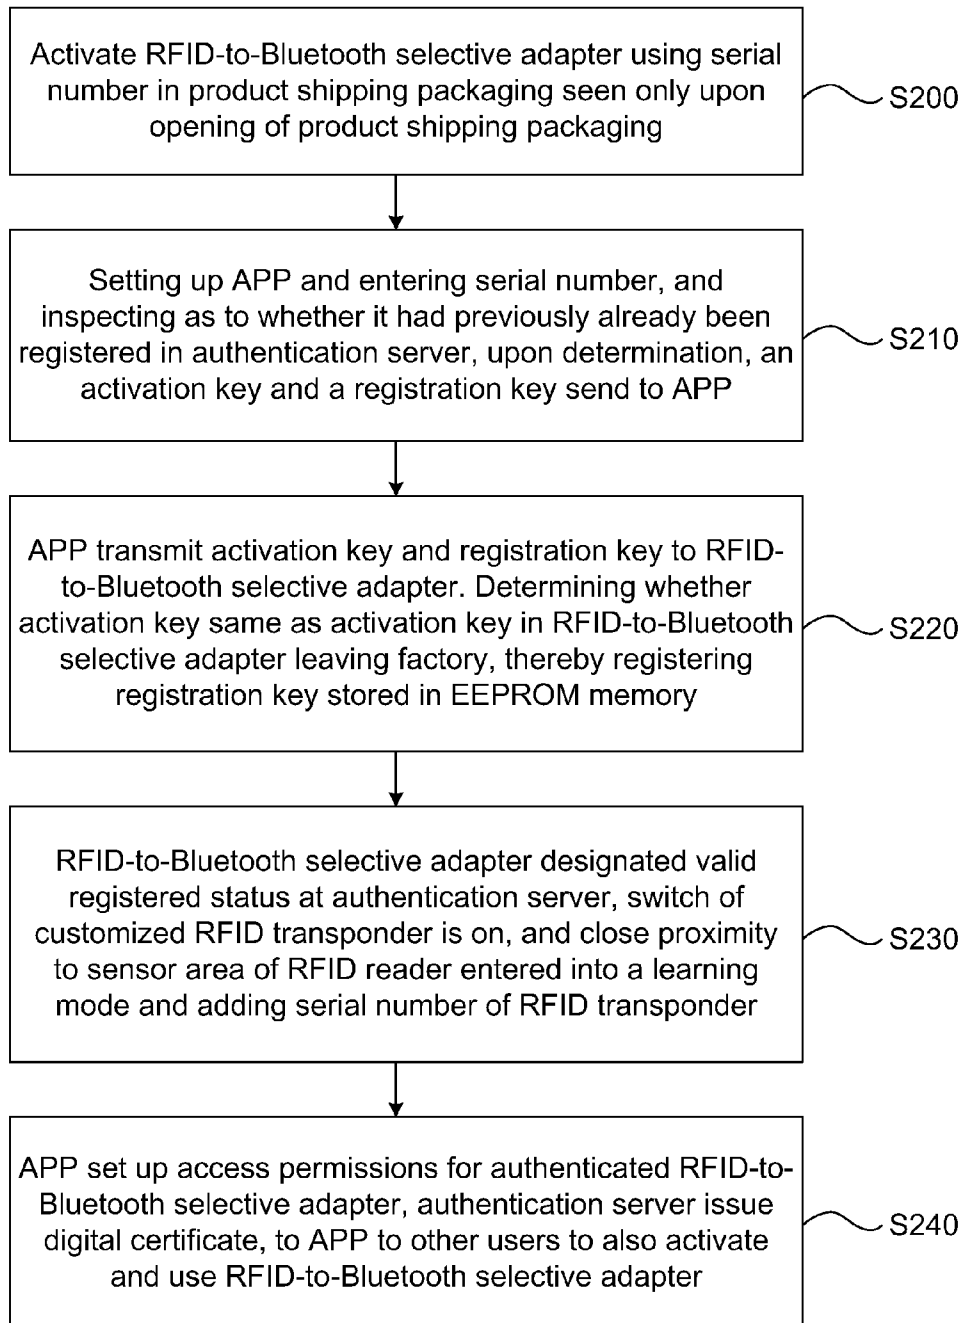 Activate RFID-to-Bluetooth selective adapter using serial
number in product shipping packaging seen only upon
opening of product shipping packaging
S200
Setting up APP and entering serial number, and
inspecting as to whether it had previously already been
registered in authentication server, upon determination, an
activation key and a registration key send to APP
S210
APP transmit activation key and registration key to RFID-
to-Bluetooth selective adapter. Determining whether
activation key same as activation key in RFID-to-Bluetooth
selective adapter leaving factory, thereby registering
registration key stored in EEPROM memory
S220
RFID-to-Bluetooth selective adapter designated valid
registered status at authentication server, switch of
customized RFID transponder is on, and close proximity
to sensor area of RFID reader entered into a learning
mode and adding serial number of RFID transponder
S230
APP set up access permissions for authenticated RFID-to-
Bluetooth selective adapter, authentication server issue
digital certificate, to APP to other users to also activate
and use RFID-to-Bluetooth selective adapter
S240